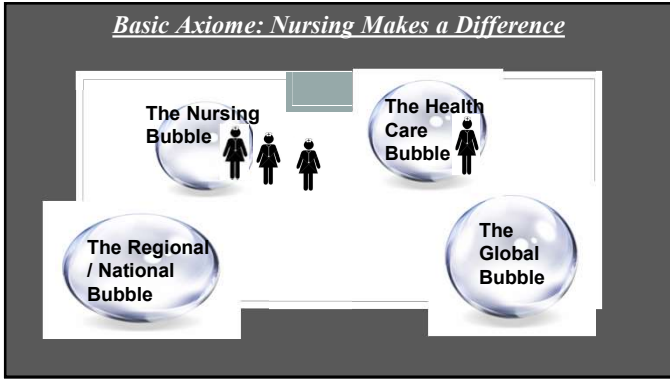 Basic Axiome: Nursing Makes a Difference
The Nursing
Bubble
The Health
Care
Bubble
The Regional
/ National
Bubble
The
Global
Bubble